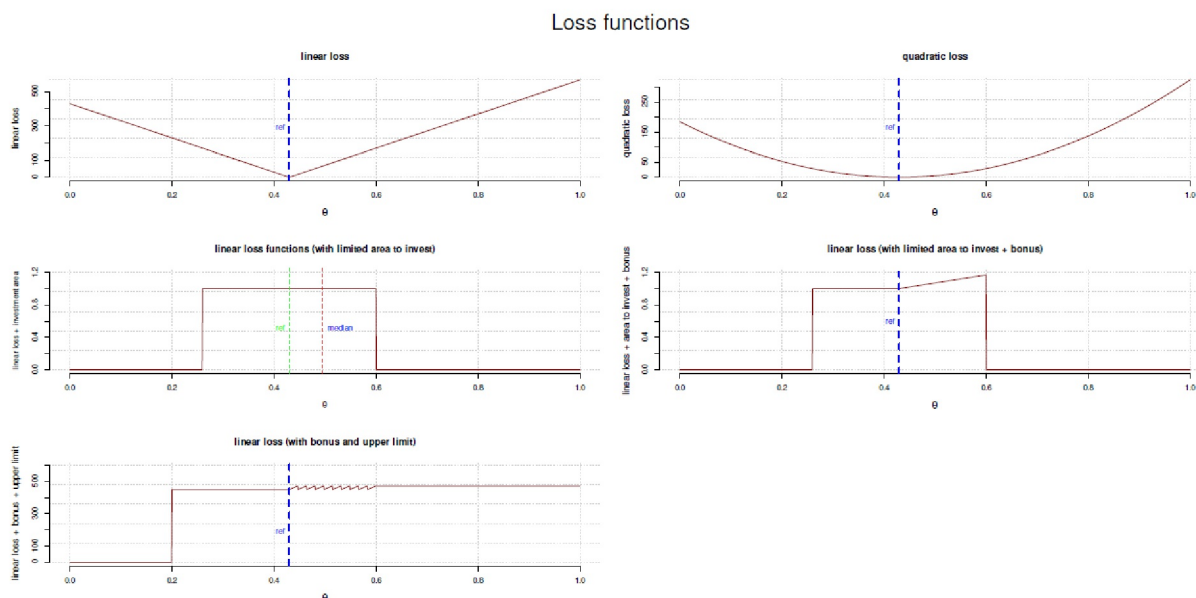 Loss functions
linear loss
linear loss
0 100 300 500
ref
0.0 0.2 0.4 0.6 0.8 1.0
θ
quadratic loss
quadratic loss
0 50 150 250
ref
0.0 0.2 0.4 0.6 0.8 1.0
θ
linear loss functions (with limited area to invest)
linear loss + investment area
0.0 0.4 0.8 1.2
ref
median
0.0 0.2 0.4 0.6 0.8 1.0
θ
linear loss (with limited area to invest + bonus)
linear loss + area to invest + bonus
0.0 0.4 0.8 1.2
ref
0.0 0.2 0.4 0.6 0.8 1.0
θ
linear loss (with bonus and upper limit)
linear loss + bonus + upper limit
0 100 300 500
ref
0.0 0.2 0.4 0.6 0.8 1.0
θ